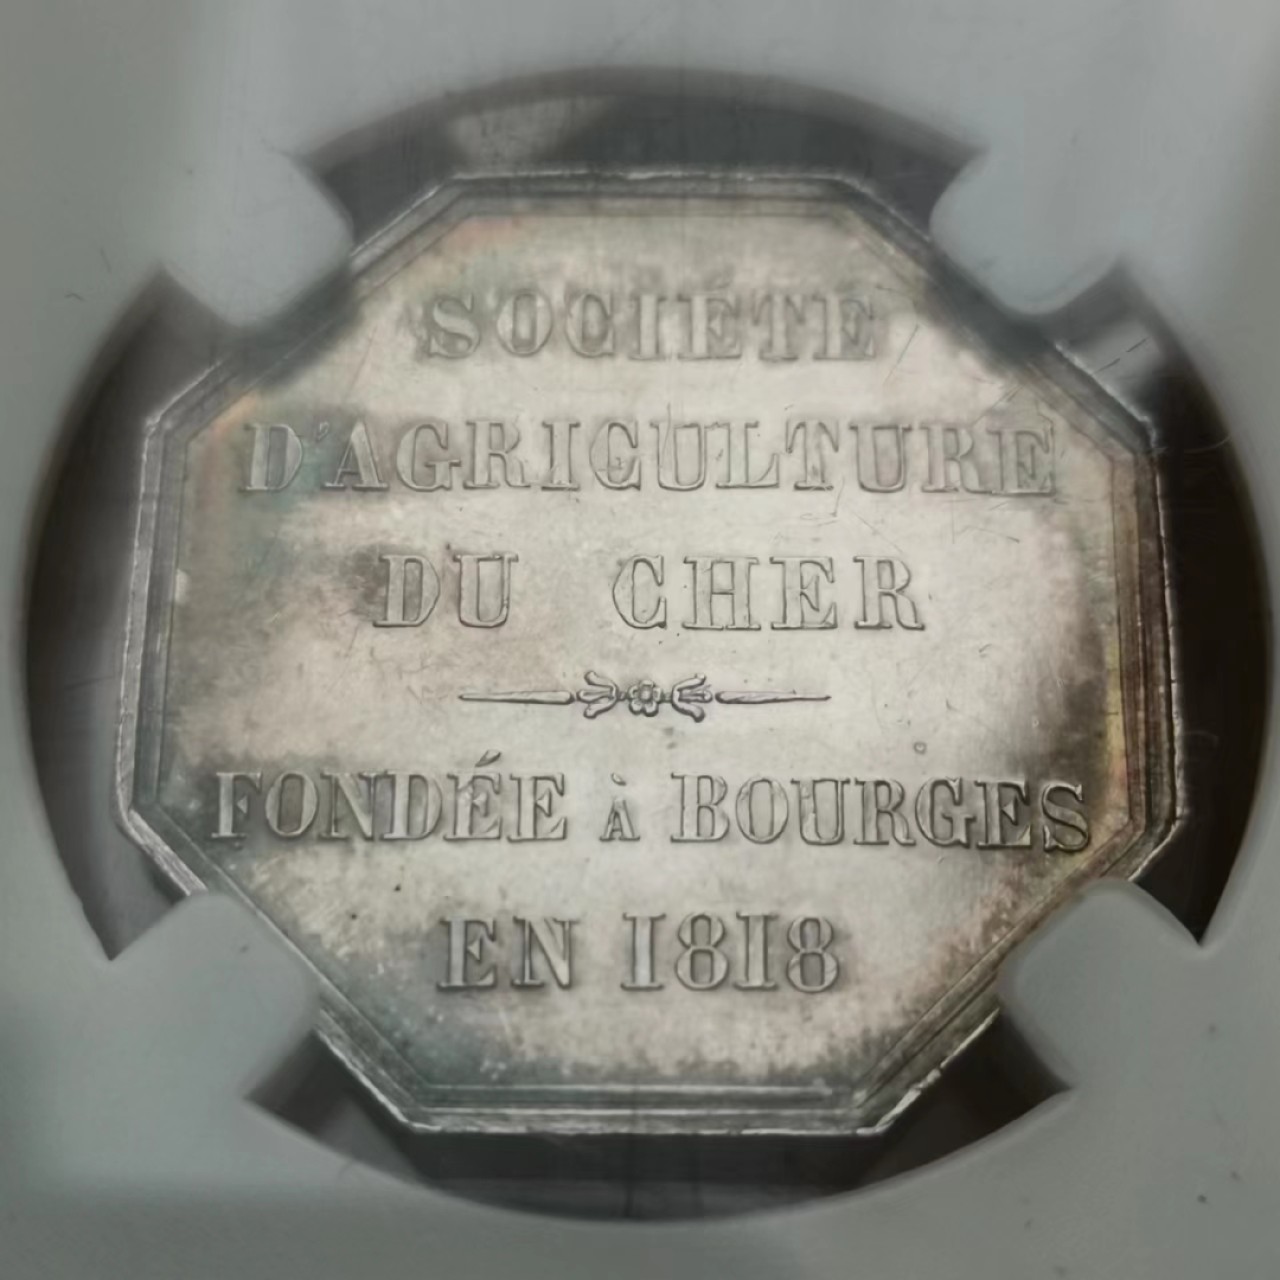 SOCIÉTÉ
D'AGRICULTURE
DU CHER
FONDÉE À BOURGES
EN 1818